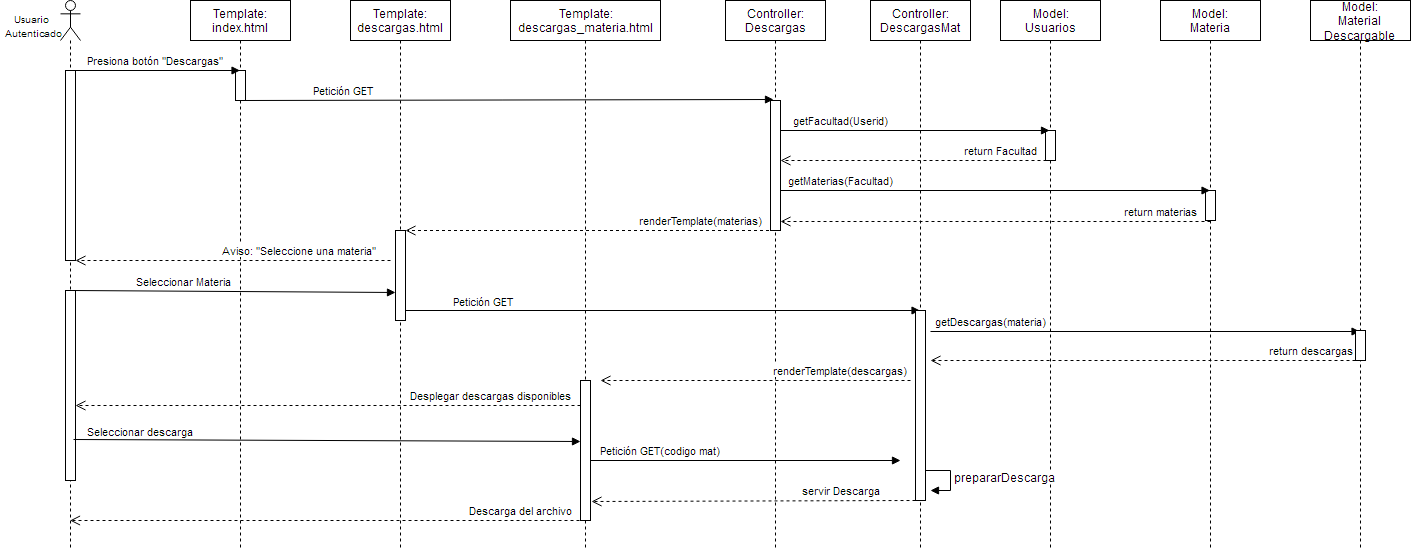 Usuario
Autenticado
Template:
index.html
Template:
descargas.html
Template:
descargas_materia.html
Controller:
Descargas
Controller:
DescargasMat
Model:
Usuarios
Model:
Materia
Model:
Material
Descargable
Presiona botón "Descargas"
Petición GET
getFacultad(Userid)
return Facultad
getMaterias(Facultad)
return materias
renderTemplate(materias)
Aviso: "Seleccione una materia"
Seleccionar Materia
Petición GET
getDescargas(materia)
return descargas
renderTemplate(descargas)
Desplegar descargas disponibles
Seleccionar descarga
Petición GET(codigo mat)
prepararDescarga
servir Descarga
Descarga del archivo